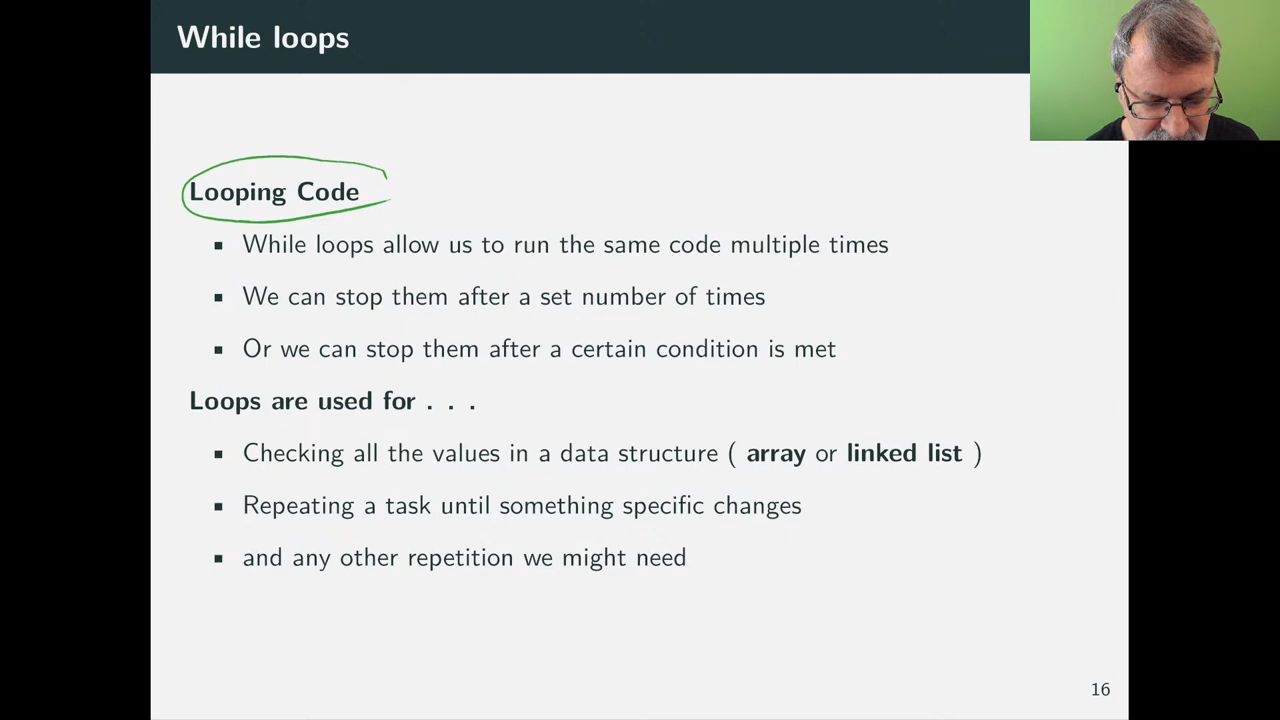 While loops
Looping Code
While loops allow us to run the same code multiple times
We can stop them after a set number of times
Or we can stop them after a certain condition is met
Loops are used for . . .
Checking all the values in a data structure ( array or linked list )
Repeating a task until something specific changes
and any other repetition we might need
16